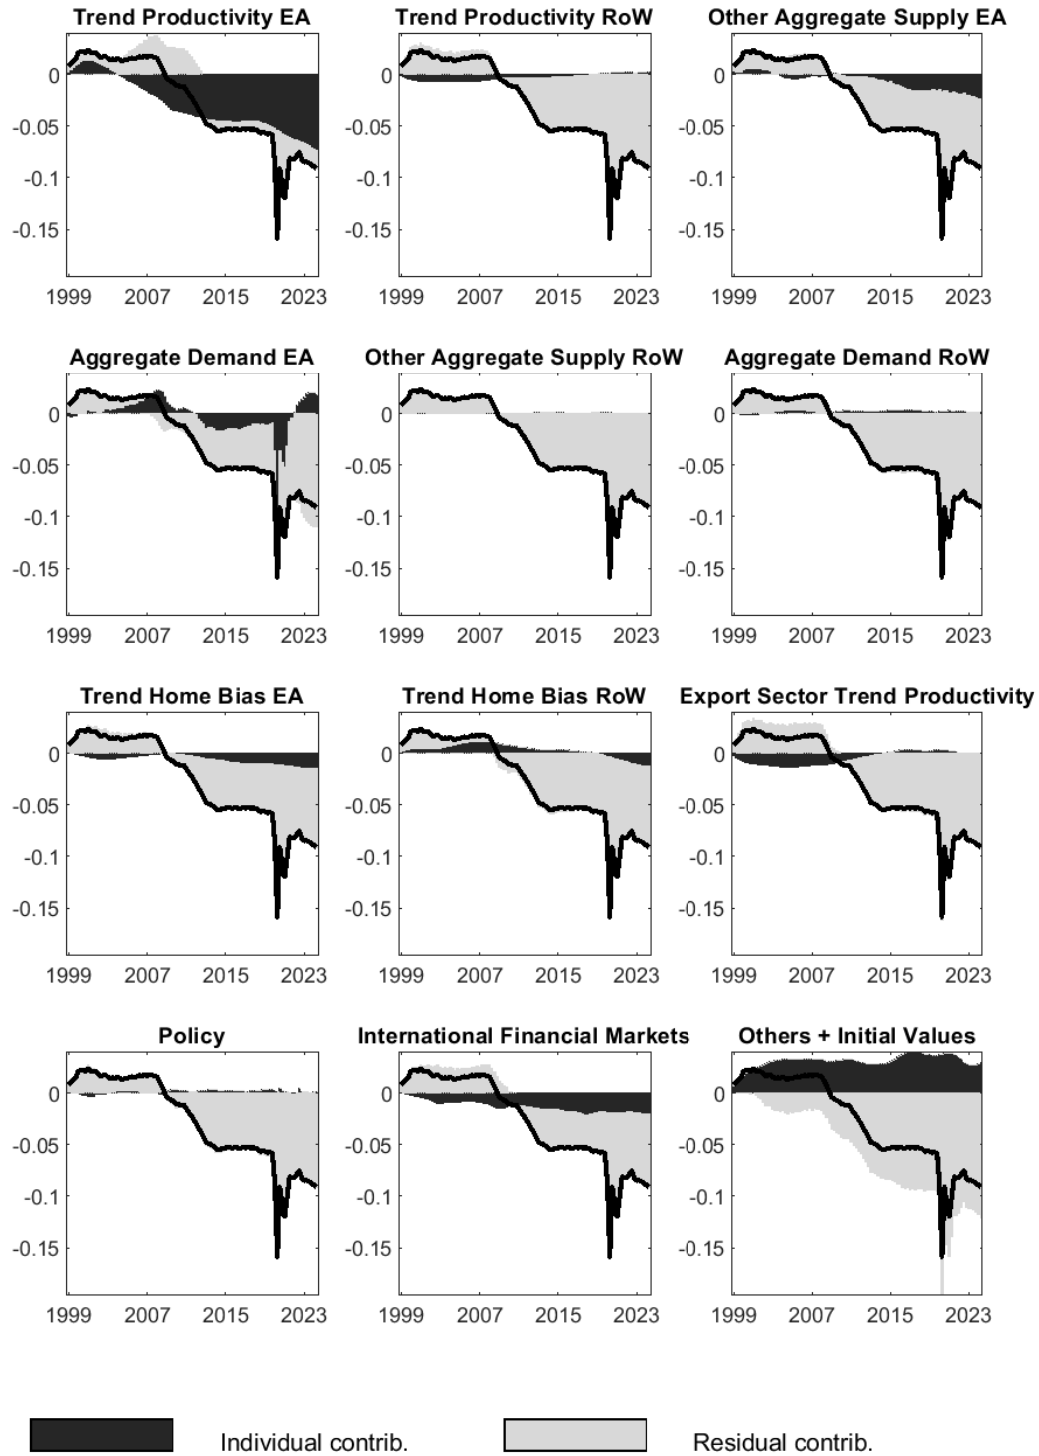 Trend Productivity EA Trend Productivity RoW Other Aggregate Supply EA
0 0 0
-0.05 -0.05 -0.05
-0.1 -0.1 -0.1
-0.15 -0.15 -0.15
1999 2007 2015 2023 1999 2007 2015 2023 1999 2007 2015 2023
Aggregate Demand EA Other Aggregate Supply RoW Aggregate Demand RoW
0 0 0
-0.05 -0.05 -0.05
-0.1 -0.1 -0.1
-0.15 -0.15 -0.15
1999 2007 2015 2023 1999 2007 2015 2023 1999 2007 2015 2023
Trend Home Bias EA Trend Home Bias RoW Export Sector Trend Productivity
0 0 0
-0.05 -0.05 -0.05
-0.1 -0.1 -0.1
-0.15 -0.15 -0.15
1999 2007 2015 2023 1999 2007 2015 2023 1999 2007 2015 2023
Policy International Financial Markets Others + Initial Values
0 0 0
-0.05 -0.05 -0.05
-0.1 -0.1 -0.1
-0.15 -0.15 -0.15
1999 2007 2015 2023 1999 2007 2015 2023 1999 2007 2015 2023
Individual contrib. Residual contrib.